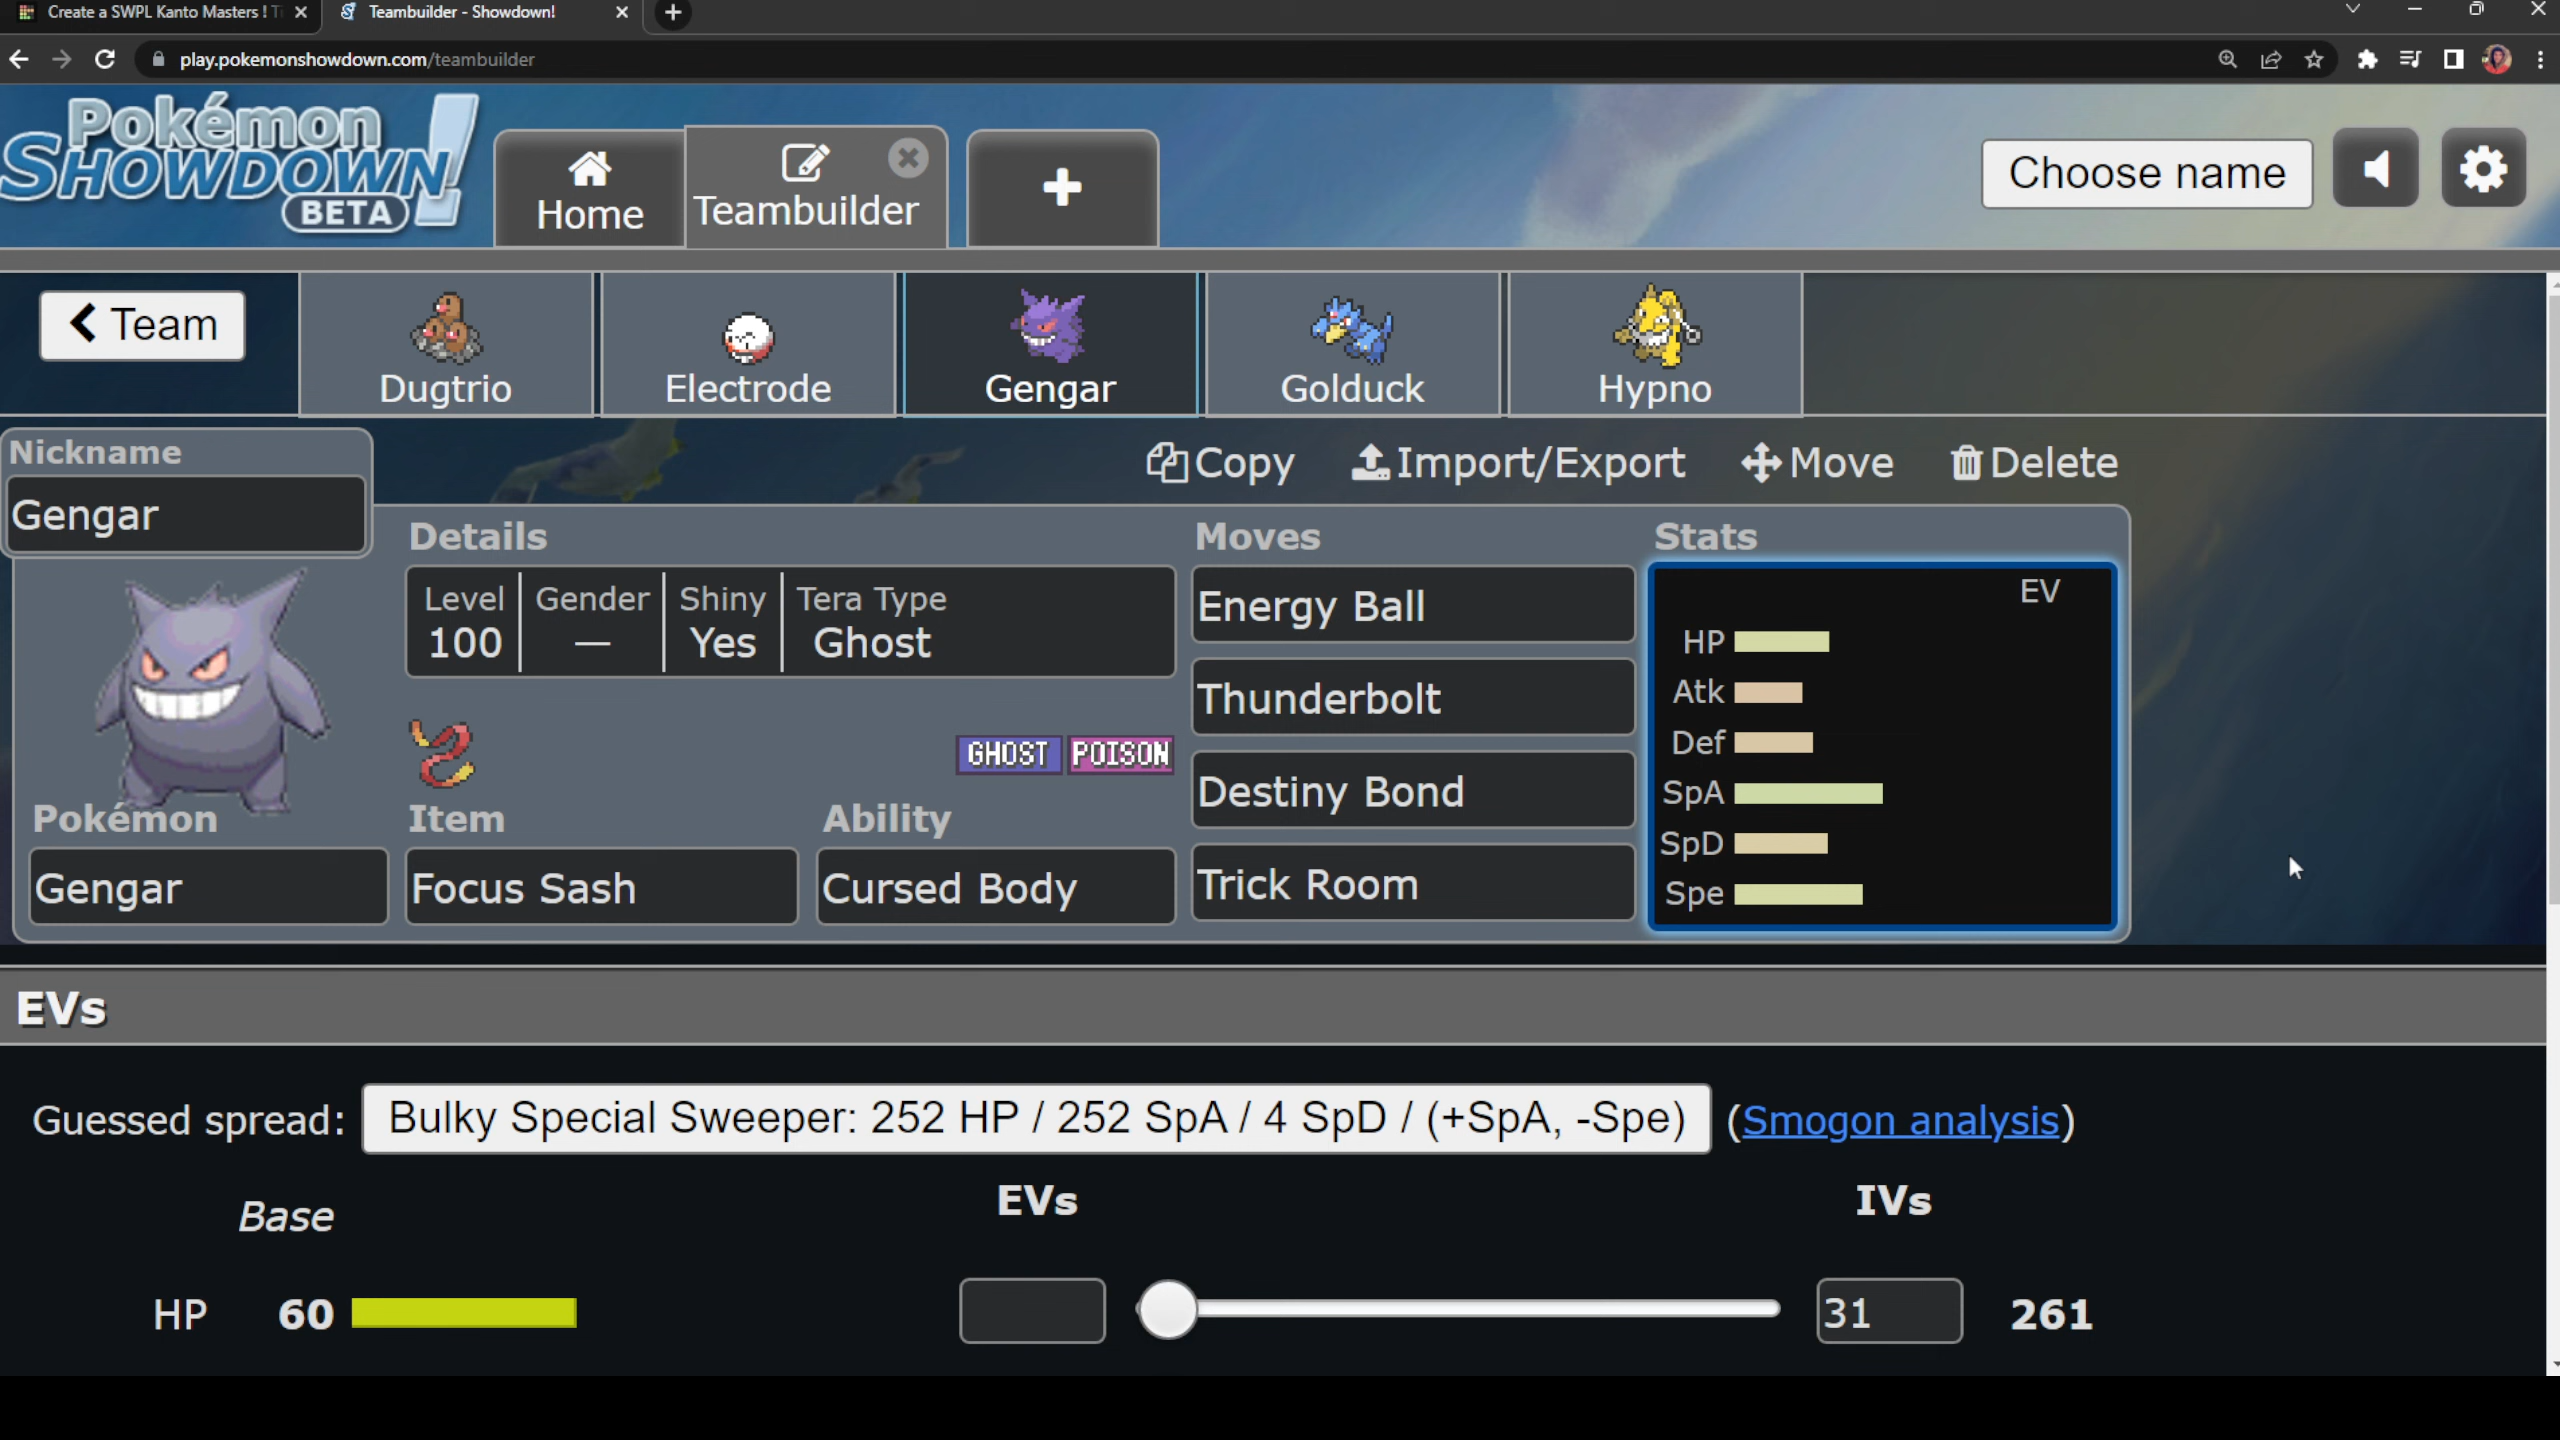 Create a SWPL Kanto Masters ! Ti
Teambuilder - Showdown!
play.pokemonshowdown.com/teambuilder
Pokémon
SHOWDOWN!
BETA
Home
Teambuilder
Choose name
Team
Dugtrio
Electrode
Gengar
Golduck
Hypno
Nickname
Gengar
Copy
Import/Export
Move
Delete
Details
Moves
Stats
Level
Gender
Shiny
Tera Type
100
—
Yes
Ghost
GHOST
POISON
Pokémon
Item
Ability
Gengar
Focus Sash
Cursed Body
Energy Ball
Thunderbolt
Destiny Bond
Trick Room
EV
HP
Atk
Def
SpA
SpD
Spe
EVs
Guessed spread: Bulky Special Sweeper: 252 HP / 252 SpA / 4 SpD / (+SpA, -Spe) (Smogon analysis)
Base
EVs
IVs
HP 60 31 261